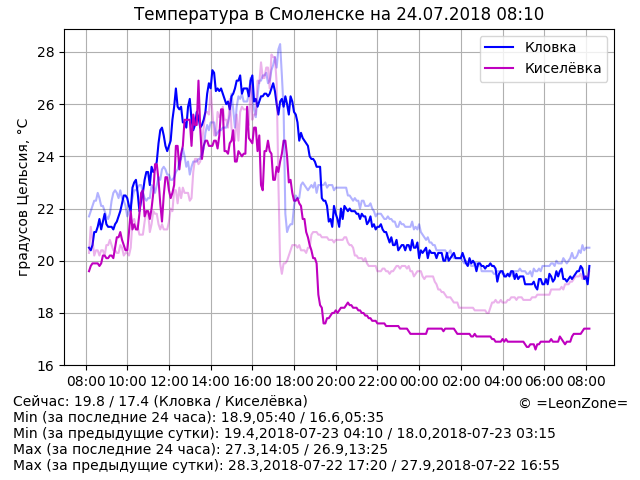 Температура в Смоленске на 24.07.2018 08:10
градусов Цельсия, °C
28
26
24
22
20
18
16
Кловка
Киселёвка
08:00 10:00 12:00 14:00 16:00 18:00 20:00 22:00 00:00 02:00 04:00 06:00 08:00
Сейчас: 19.8 / 17.4 (Кловка / Киселёвка)
© =LeonZone=
Min (за последние 24 часа): 18.9,05:40 / 16.6,05:35
Min (за предыдущие сутки): 19.4,2018-07-23 04:10 / 18.0,2018-07-23 03:15
Max (за последние 24 часа): 27.3,14:05 / 26.9,13:25
Max (за предыдущие сутки): 28.3,2018-07-22 17:20 / 27.9,2018-07-22 16:55